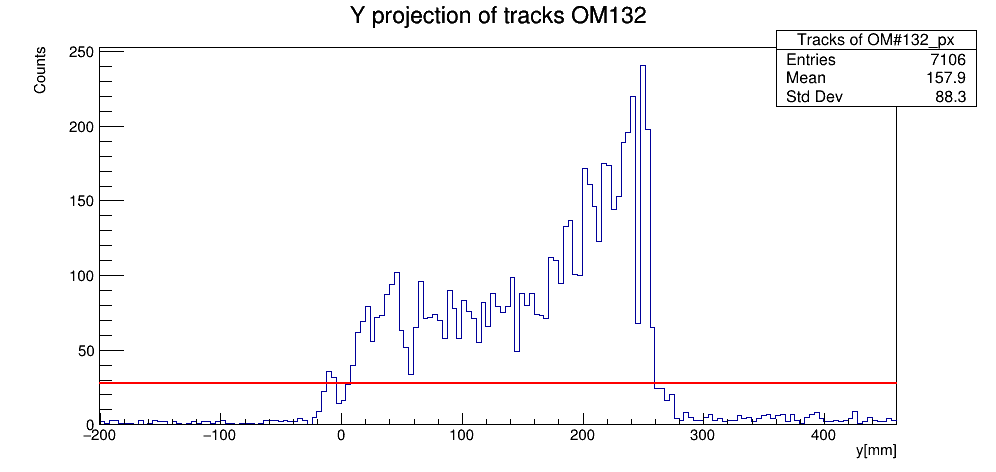 Y projection of tracks OM132
Tracks of OM#132_px
Entries 7106
Mean 157.9
Std Dev 88.3
Counts
250
200
150
100
50
0
−200 −100 0 100 200 300 400
y[mm]